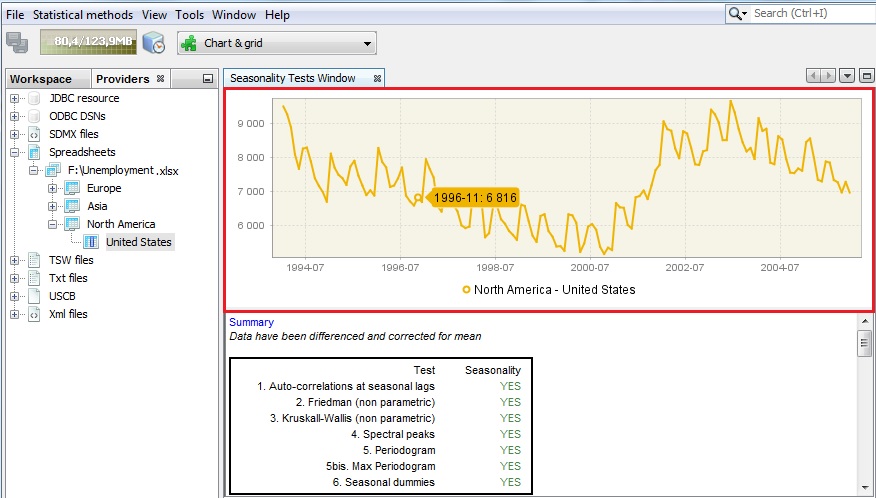 File Statistical methods View Tools Window Help
Search (Ctrl+I)
80,4/123,9MB
Chart & grid
Workspace
Providers
Seasonality Tests Window
JDBC resource
ODBC DSNs
SDMX files
Spreadsheets
F:\Unemployment.xlsx
Europe
Asia
North America
United States
TSW files
Txt files
USCB
Xml files
9 000
8 000
7 000
6 000
1996-11: 6 816
1994-07 1996-07 1998-07 2000-07 2002-07 2004-07
North America - United States
Summary
Data have been differenced and corrected for mean
Test Seasonality
1. Auto-correlations at seasonal lags YES
2. Friedman (non parametric) YES
3. Kruskall-Wallis (non parametric) YES
4. Spectral peaks YES
5. Periodogram YES
5bis. Max Periodogram YES
6. Seasonal dummies YES